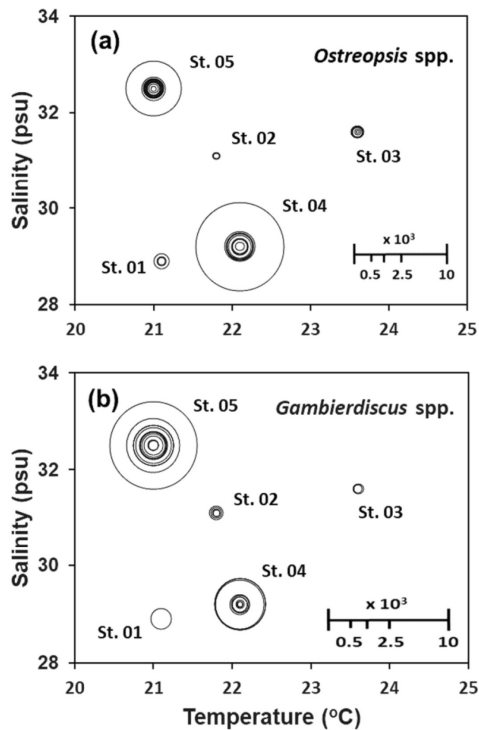 34
(a)
St. 05
Ostreopsis spp.
32
St. 02
St. 03
Salinity (psu)
30
St. 04
x 10³
St. 01
0.5 2.5 10
28
20 21 22 23 24 25
34
(b)
St. 05
Gambierdiscus spp.
32
St. 02
St. 03
Salinity (psu)
30
St. 04
x 10³
St. 01
0.5 2.5 10
28
20 21 22 23 24 25
Temperature (°C)